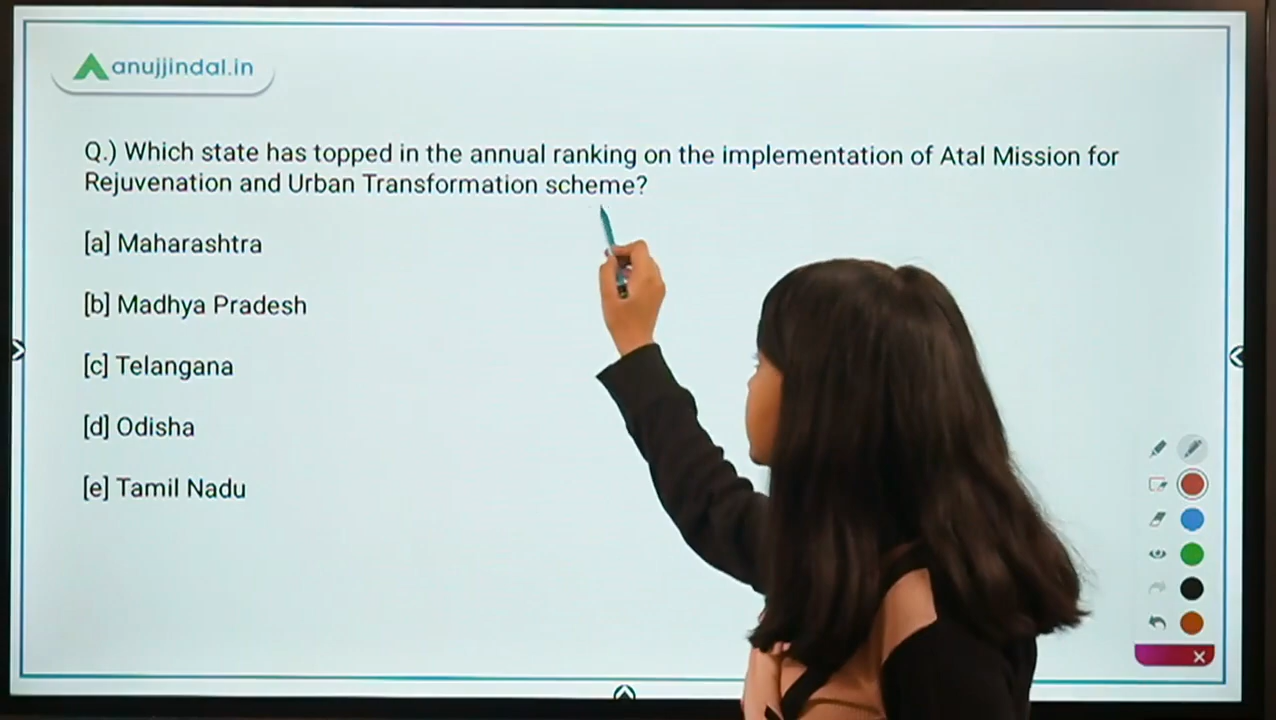 anujjindal.in
Q.) Which state has topped in the annual ranking on the implementation of Atal Mission for
Rejuvenation and Urban Transformation scheme?
[a] Maharashtra
[b] Madhya Pradesh
[c] Telangana
[d] Odisha
[e] Tamil Nadu